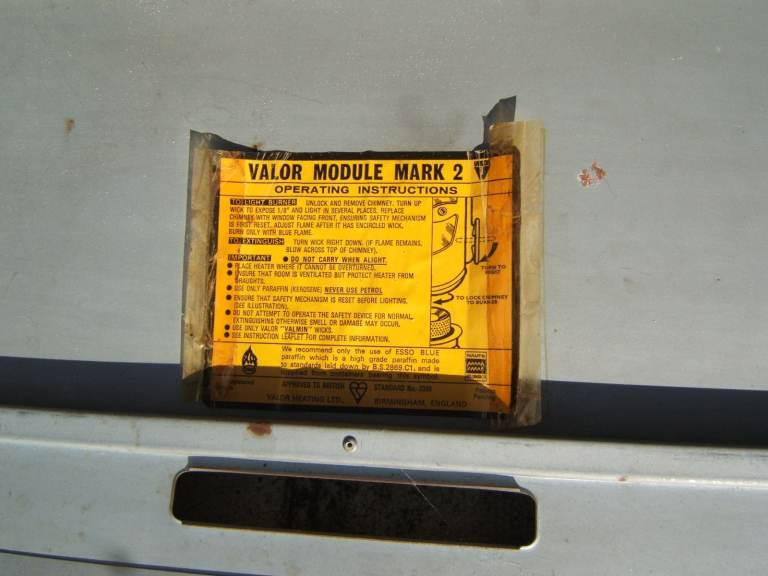 VALOR MODULE MARK 2
OPERATING INSTRUCTIONS
TO LIGHT BURNER UNLOCK AND REMOVE CHIMNEY. TURN UP
WICK TO EXPOSE 1/8" AND LIGHT IN SEVERAL PLACES. REPLACE
CHIMNEY WITH WINDOW FACING FRONT, ENSURING SAFETY MECHANISM
IS FIRST RESET. ADJUST FLAME AFTER IT HAS ENCIRCLED WICK.
BURN ONLY WITH BLUE FLAME.
TO EXTINGUISH TURN WICK RIGHT DOWN. (IF FLAME REMAINS,
BLOW ACROSS TOP OF CHIMNEY).
IMPORTANT ● DO NOT CARRY WHEN ALIGHT.
● PLACE HEATER WHERE IT CANNOT BE OVERTURNED.
● ENSURE THAT ROOM IS VENTILATED BUT PROTECT HEATER FROM
DRAUGHTS.
● USE ONLY PARAFFIN (KEROSENE) NEVER USE PETROL
● ENSURE THAT SAFETY MECHANISM IS RESET BEFORE LIGHTING.
(SEE ILLUSTRATION).
● DO NOT ATTEMPT TO OPERATE THE SAFETY DEVICE FOR NORMAL
EXTINGUISHING OTHERWISE SMELL OR DAMAGE MAY OCCUR.
● USE ONLY VALOR "VALMIN" WICKS.
● SEE INSTRUCTION LEAFLET FOR COMPLETE INFORMATION.
TURN TO
RESET
TO LOCK CHIMNEY
TO BURNER
We recommend only the use of ESSO BLUE
paraffin which is a high grade paraffin made
to standards laid down by B.S.2869.C1. and is
supplied from containers bearing this symbol.
APPROVED TO BRITISH STANDARD No.
VALOR HEATING LTD., BIRMINGHAM, ENGLAND